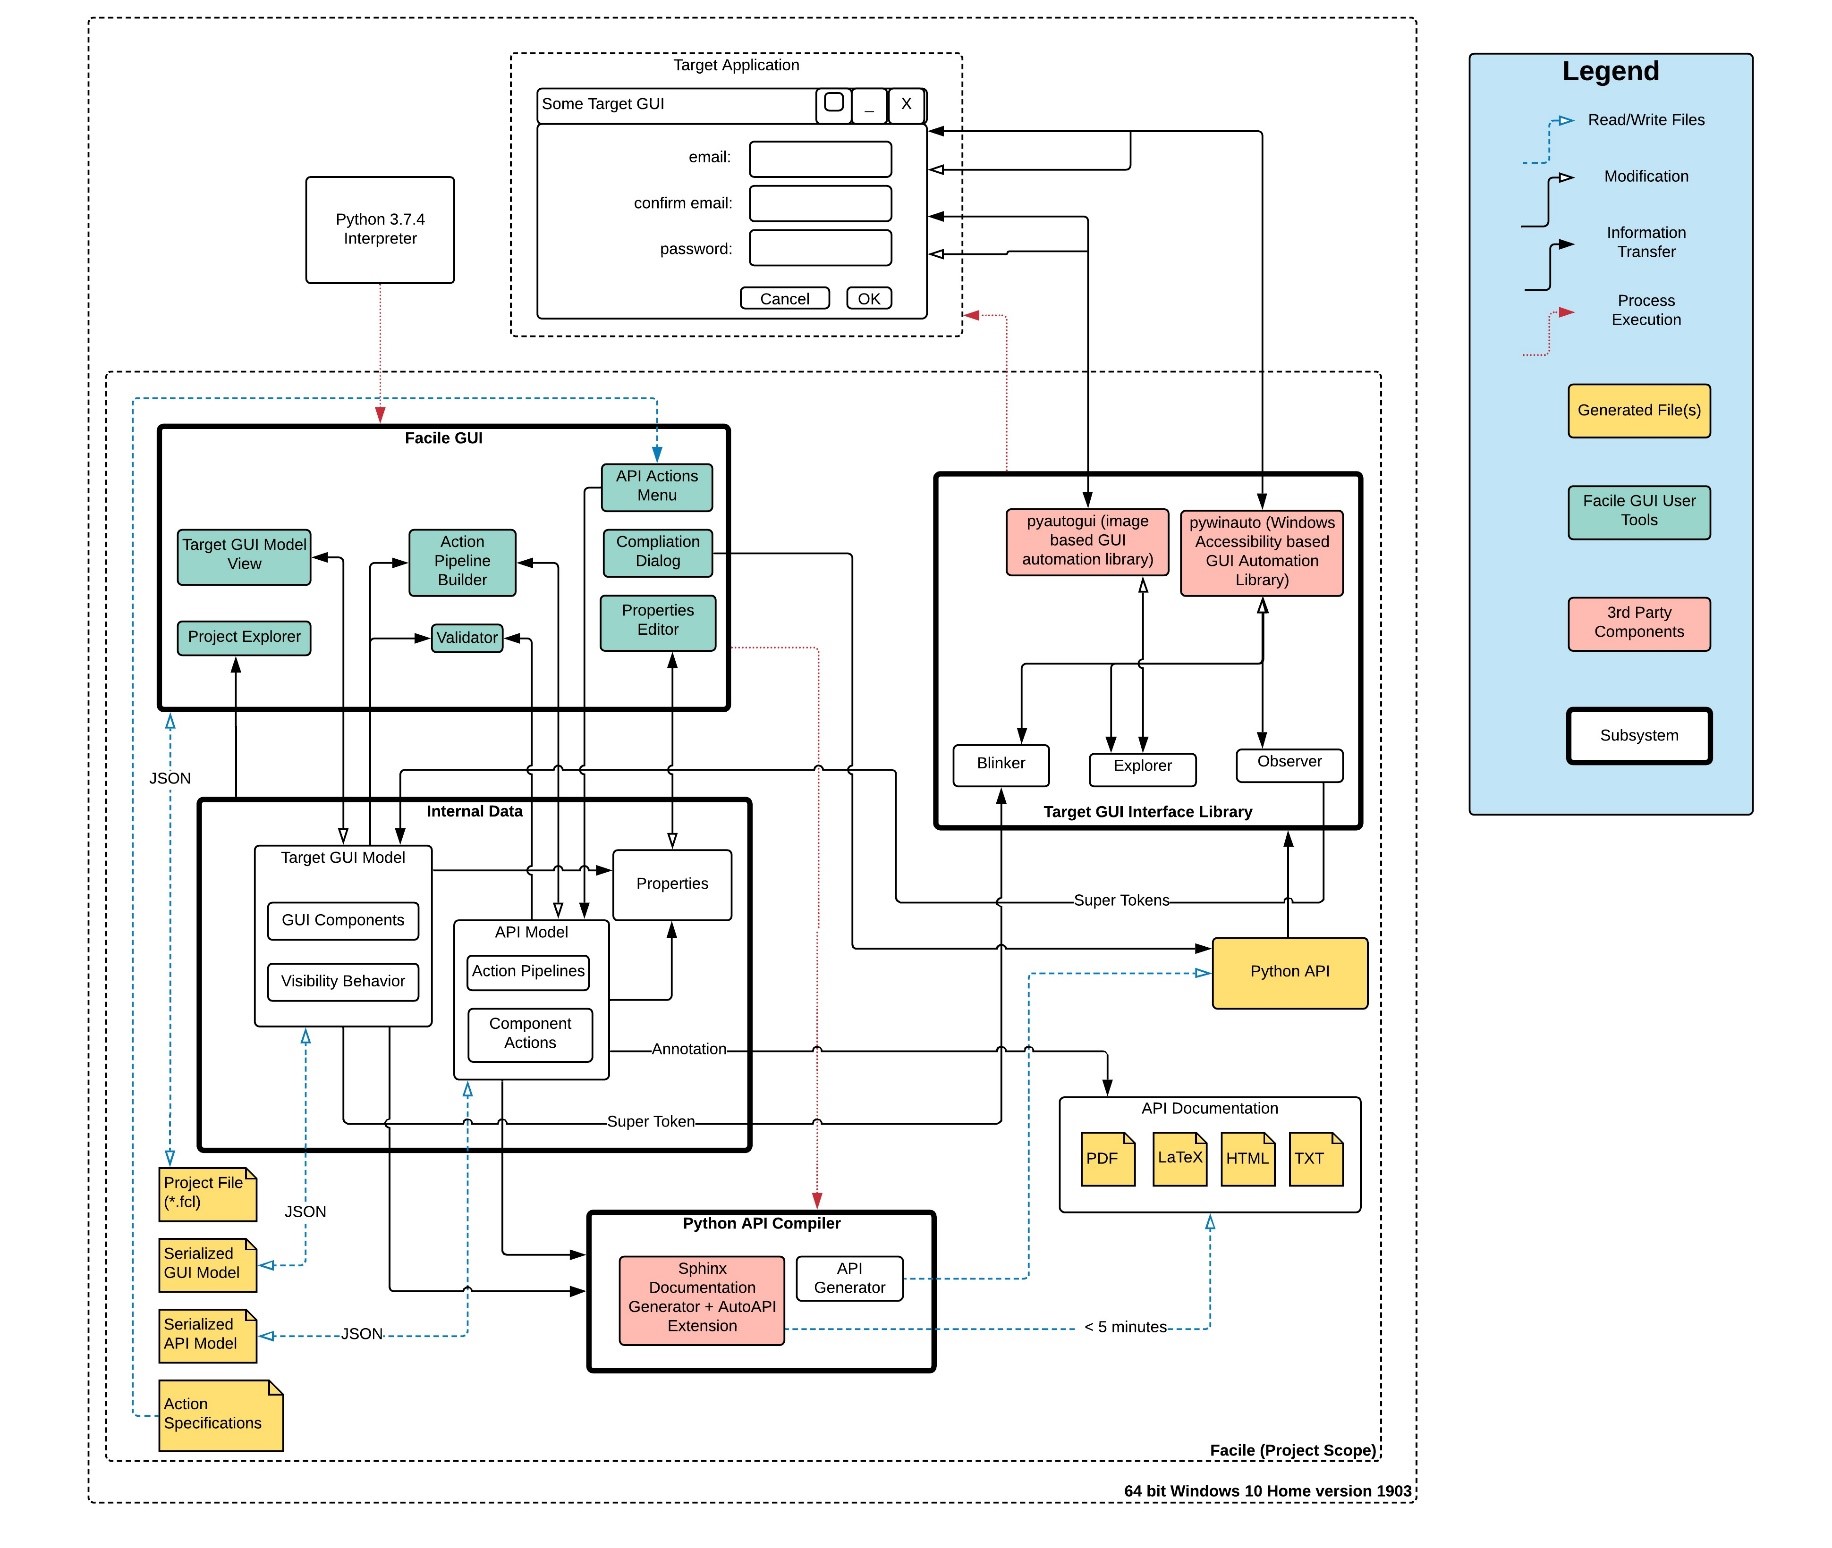 Target Application
Some Target GUI
_
X
email:
confirm email:
password:
Cancel
OK
Python 3.7.4
Interpreter
Legend
Read/Write Files
Modification
Information
Transfer
Process
Execution
Generated File(s)
Facile GUI User
Tools
3rd Party
Components
Subsystem
Facile GUI
API Actions
Menu
Target GUI Model
View
Action
Pipeline
Builder
Compliation
Dialog
Project Explorer
Validator
Properties
Editor
pyautogui (image
based GUI
automation library)
pywinauto (Windows
Accessibility based
GUI Automation
Library)
Blinker
Explorer
Observer
Target GUI Interface Library
JSON
Internal Data
Target GUI Model
GUI Components
Visibility Behavior
Properties
API Model
Action Pipelines
Component
Actions
Super Tokens
Python API
Annotation
Super Token
API Documentation
PDF
LaTeX
HTML
TXT
Project File
(*.fcl)
JSON
Serialized
GUI Model
Serialized
API Model
JSON
Action
Specifications
Python API Compiler
Sphinx
Documentation
Generator + AutoAPI
Extension
API
Generator
< 5 minutes
Facile (Project Scope)
64 bit Windows 10 Home version 1903